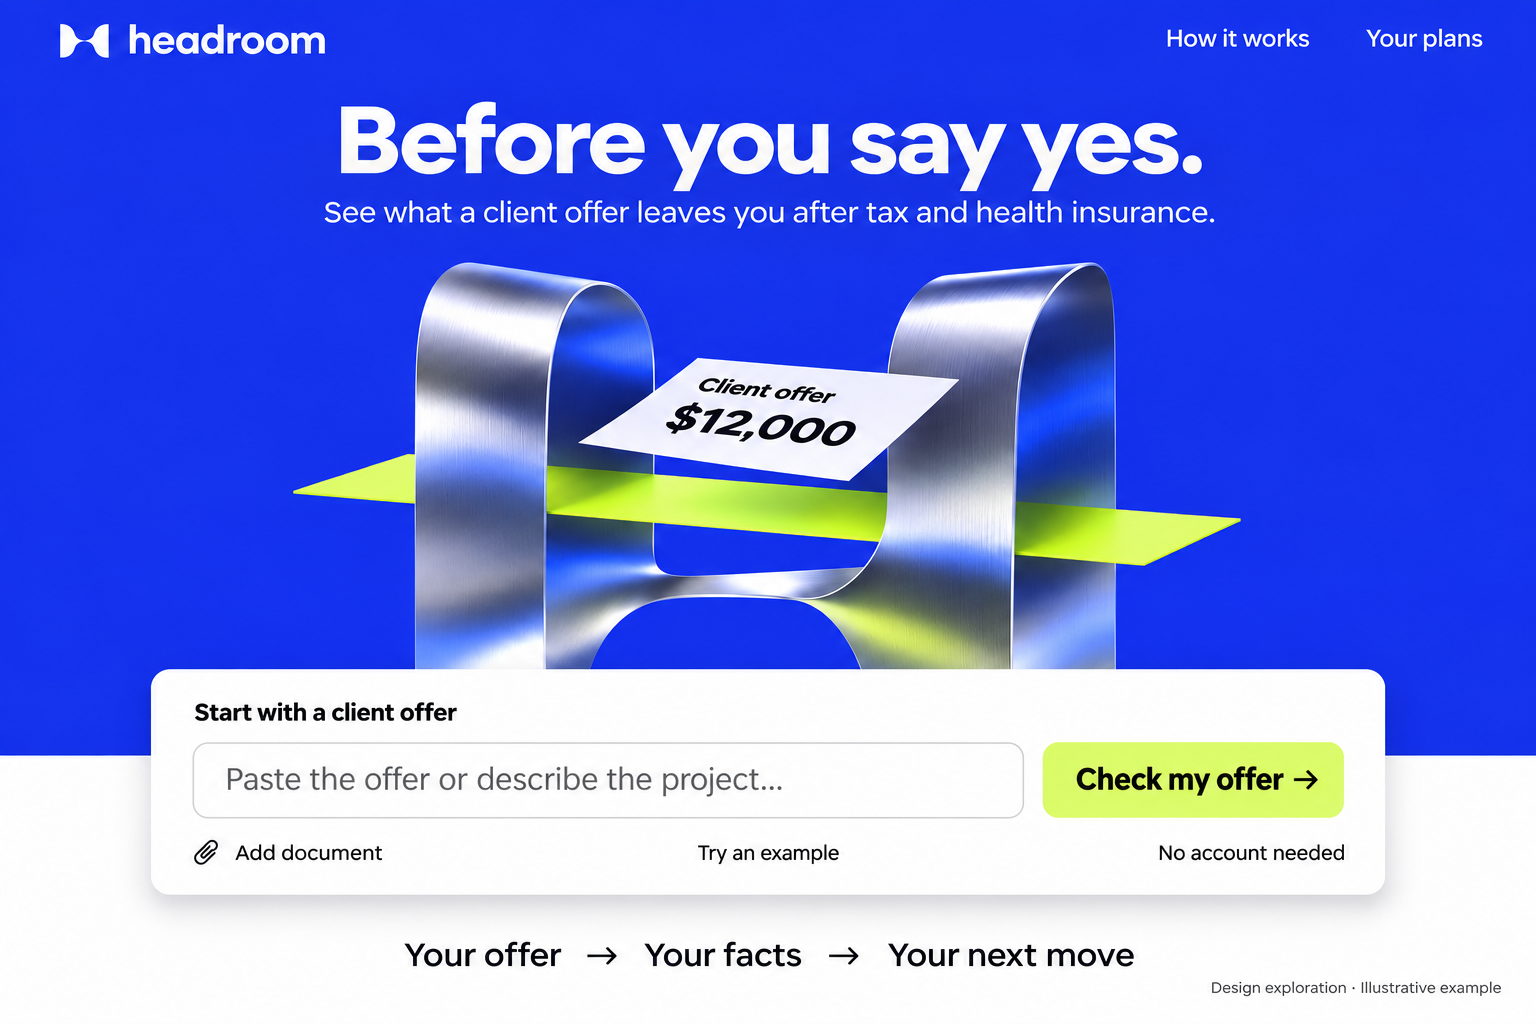 headroom
How it works
Your plans
Before you say yes.
See what a client offer leaves you after tax and health insurance.
Client offer
$12,000
Start with a client offer
Paste the offer or describe the project...
Check my offer →
Add document
Try an example
No account needed
Your offer → Your facts → Your next move
Design exploration · Illustrative example